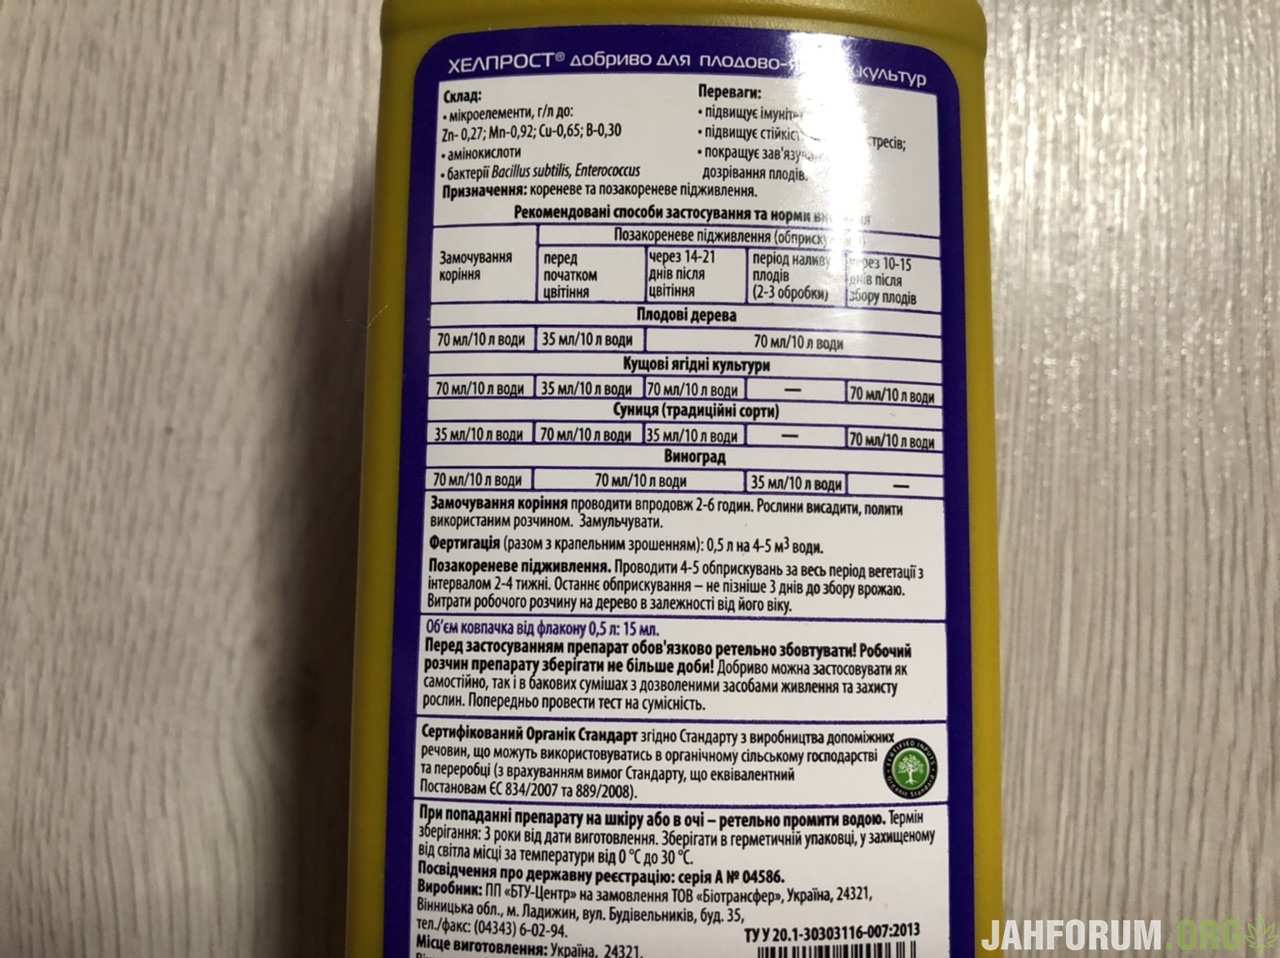 ХЕЛПРОСТ® добриво для плодово- культур
Склад:
• мікроелементи, г/л до:
Zn- 0,27; Mn-0,92; Cu-0,65; B-0,30
• амінокислоти
• бактерії Bacillus subtilis, Enterococcus
Переваги:
• підвищує
• підвищує
• покращує
дозрівання плодів.
Призначення: кореневе та позакореневе підживлення.
Рекомендовані способи застосування та норми
Замочування
коріння
Позакореневе підживлення
перед
початком
цвітіння
через 14-21
днів після
цвітіння
період наливу
плодів
(2-3 обробки)
10-15
днів після
збору плодів
Плодові дерева
70 мл/10 л води 35 мл/10 л води 70 мл/10 л води
Кущові ягідні культури
70 мл/10 л води 35 мл/10 л води 70 мл/10 л води — 70 мл/10 л води
Суниця (традиційні сорти)
35 мл/10 л води 70 мл/10 л води 35 мл/10 л води — 70 мл/10 л води
Виноград
70 мл/10 л води 70 мл/10 л води 35 мл/10 л води —
Замочування коріння проводити впродовж 2-6 годин. Рослини висадити, полити
використаним розчином. Замульчувати.
Фертигація (разом з крапельним зрошенням): 0,5 л на 4-5 м³ води.
Позакореневе підживлення. Проводити 4-5 обприскувань за весь період вегетації з
інтервалом 2-4 тижні. Останнє обприскування – не пізніше 3 днів до збору врожаю.
Витрати робочого розчину на дерево в залежності від його віку.
Об'єм ковпачка від флакону 0,5 л: 15 мл.
Перед застосуванням препарат обов'язково ретельно збовтувати! Робочий
розчин препарату зберігати не більше доби! Добриво можна застосовувати як
самостійно, так і в бакових сумішах з дозволеними засобами живлення та захисту
рослин. Попередньо провести тест на сумісність.
Сертифікований Органік Стандарт згідно Стандарту з виробництва допоміжних
речовин, що можуть використовуватись в органічному сільському господарстві
та переробці (з врахуванням вимог Стандарту, що еквівалентний
Постановам ЄС 834/2007 та 889/2008).
CERTIFIED INPUTS
Organic Standard
При попаданні препарату на шкіру або в очі – ретельно промити водою. Термін
зберігання: 3 роки від дати виготовлення. Зберігати в герметичній упаковці, у захищеному
від світла місці за температури від 0 °С до 30 °С.
Посвідчення про державну реєстрацію: серія А № 04586.
Виробник: ПП «БТУ-Центр» на замовлення ТОВ «Біотрансфер», Україна, 24321,
Вінницька обл., м. Ладижин, вул. Будівельників, буд. 35,
тел./факс: (04343) 6-02-94.
ТУ У 20.1-30303116-007:2013
Місце виготовлення: Україна, 24321,
JAHFORUM.ORG